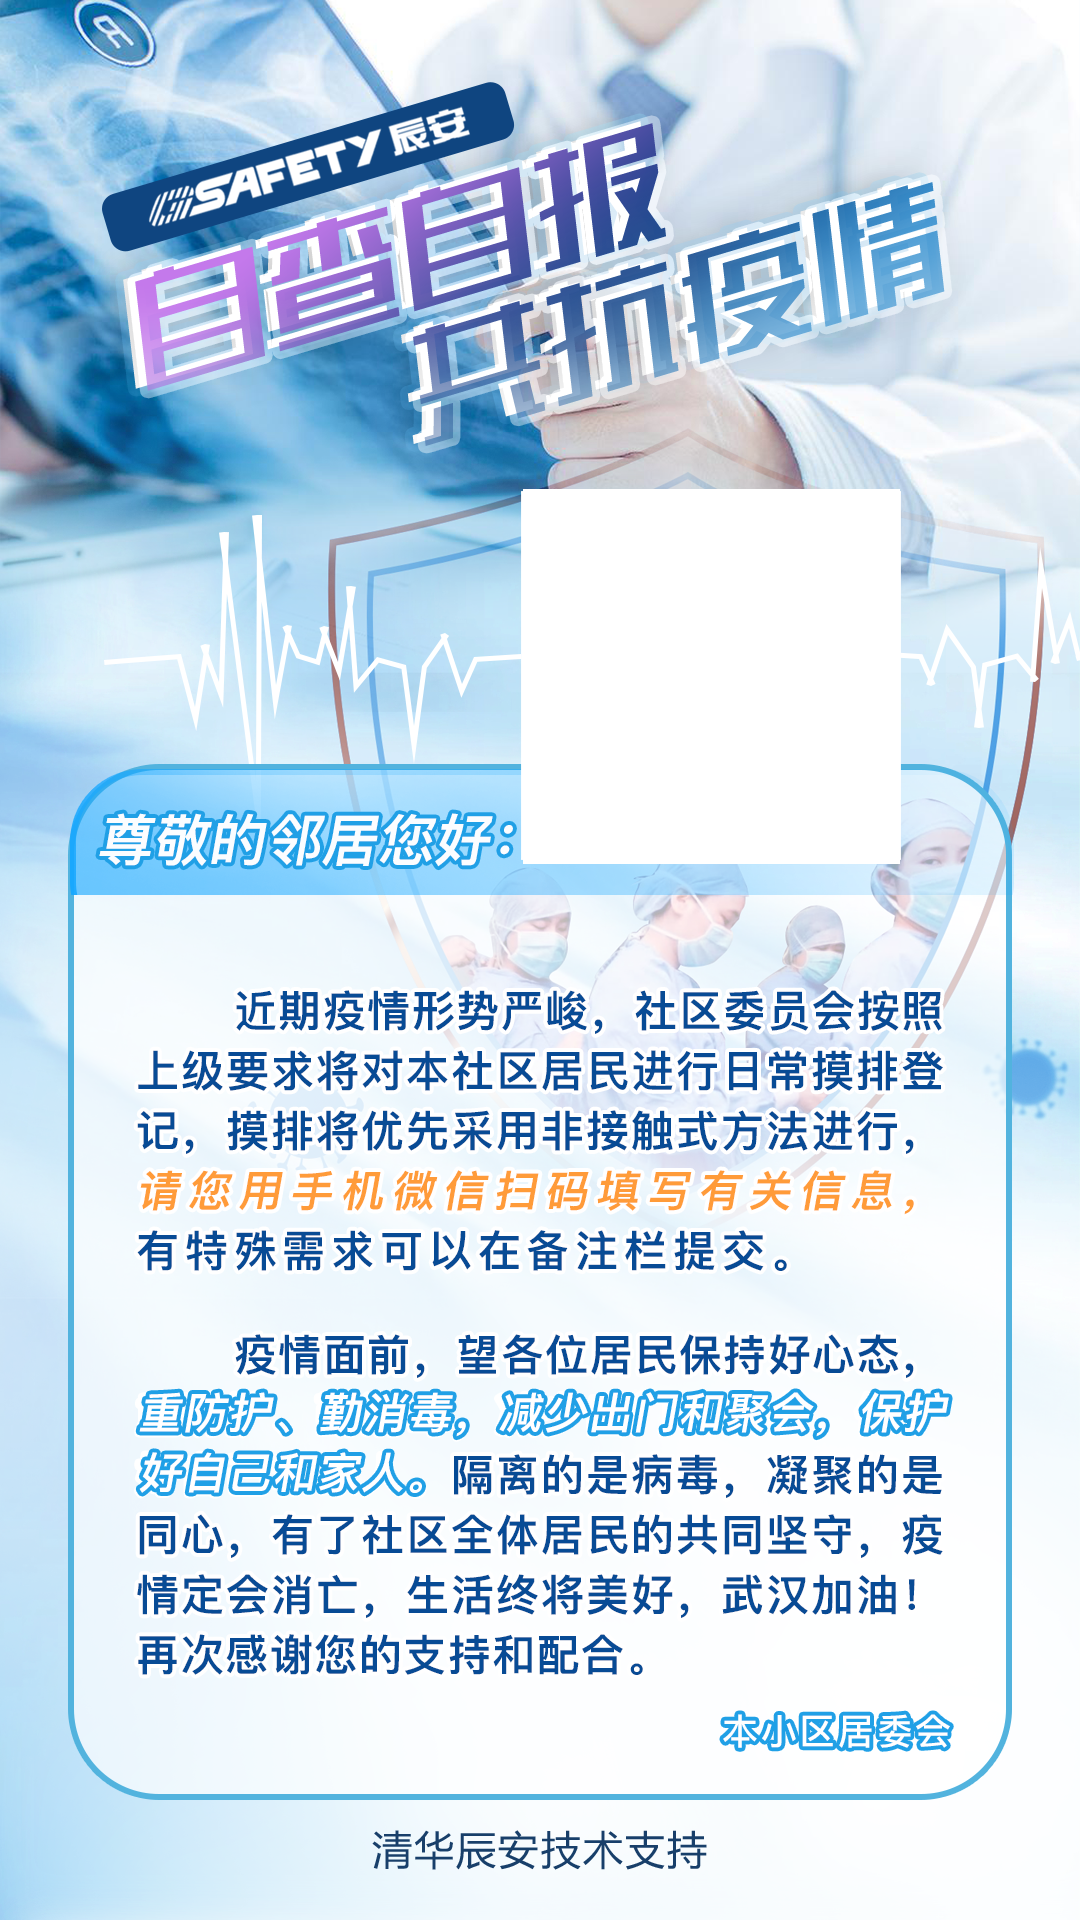 GSAFETY 辰安
自查自报
共抗疫情
尊敬的邻居您好：
近期疫情形势严峻，社区委员会按照
上级要求将对本社区居民进行日常摸排登
记，摸排将优先采用非接触式方法进行，
请您用手机微信扫码填写有关信息，
有特殊需求可以在备注栏提交。
疫情面前，望各位居民保持好心态，
重防护、勤消毒，减少出门和聚会，保护
好自己和家人。隔离的是病毒，凝聚的是
同心，有了社区全体居民的共同坚守，疫
情定会消亡，生活终将美好，武汉加油！
再次感谢您的支持和配合。
本小区居委会
清华辰安技术支持